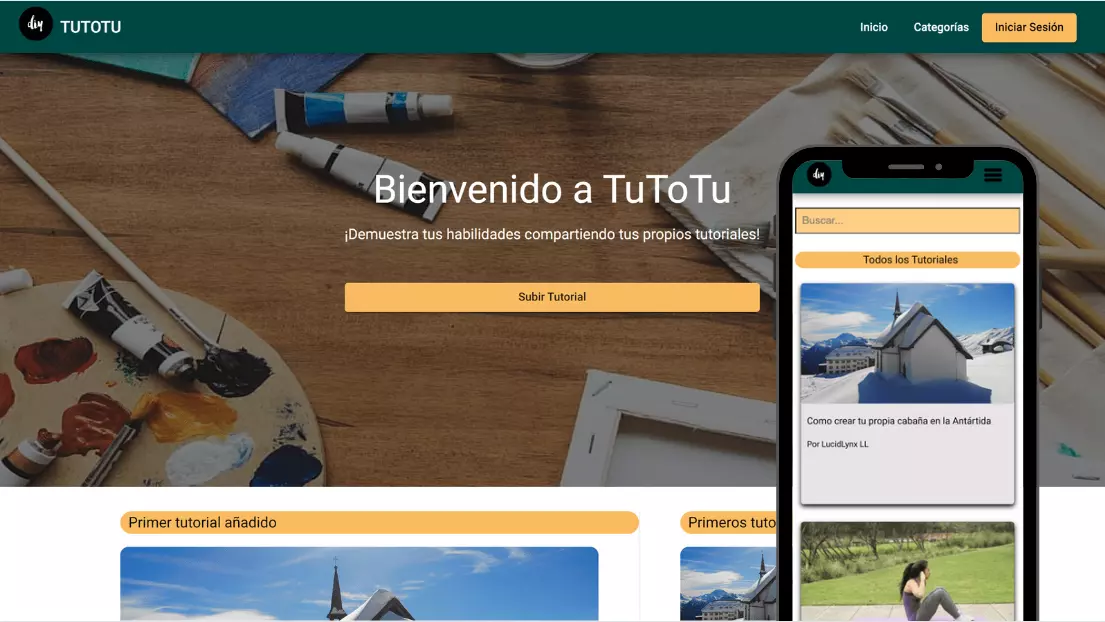 diy TUTOTU
Inicio Categorías Iniciar Sesión
Bienvenido a TuToTu
¡Demuestra tus habilidades compartiendo tus propios tutoriales!
Subir Tutorial
Primer tutorial añadido
Primeros tuto
diy
Buscar...
Todos los Tutoriales
Como crear tu propia cabaña en la Antártida
Por LucidLynx LL